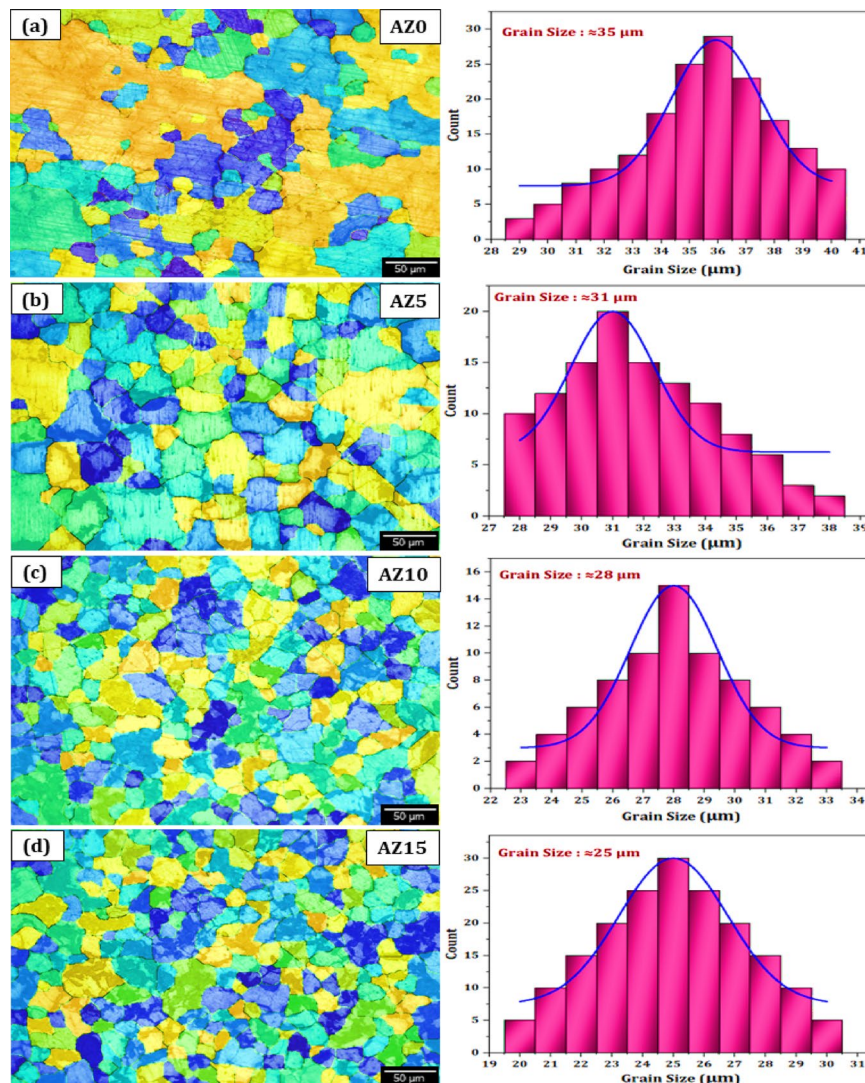 (a)
AZ0
50 µm
Grain Size : ≈35 µm
Count
30
25
20
15
10
5
0
28 29 30 31 32 33 34 35 36 37 38 39 40 41
Grain Size (µm)
(b)
AZ5
50 µm
Grain Size : ≈31 µm
Count
20
15
10
5
0
27 28 29 30 31 32 33 34 35 36 37 38 39
Grain Size (µm)
(c)
AZ10
50 µm
Grain Size : ≈28 µm
Count
16
14
12
10
8
6
4
2
0
22 23 24 25 26 27 28 29 30 31 32 33 34
Grain Size (µm)
(d)
AZ15
50 µm
Grain Size : ≈25 µm
Count
30
25
20
15
10
5
0
19 20 21 22 23 24 25 26 27 28 29 30
Grain Size (µm)